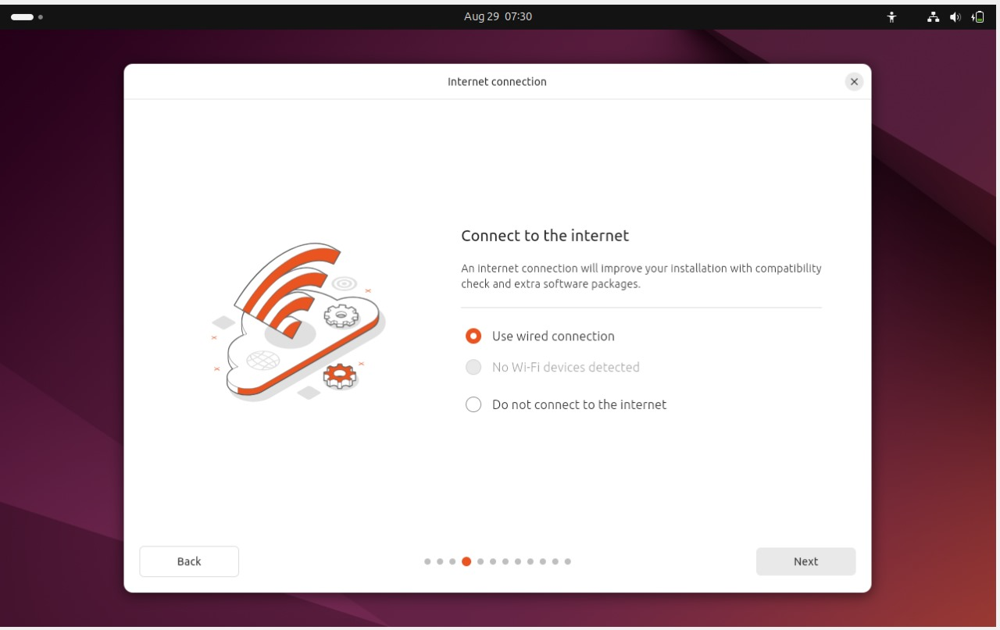 Aug 29 07:30
Internet connection
Connect to the internet
An internet connection will improve your installation with compatibility
check and extra software packages.
Use wired connection
No Wi-Fi devices detected
Do not connect to the internet
Back
Next